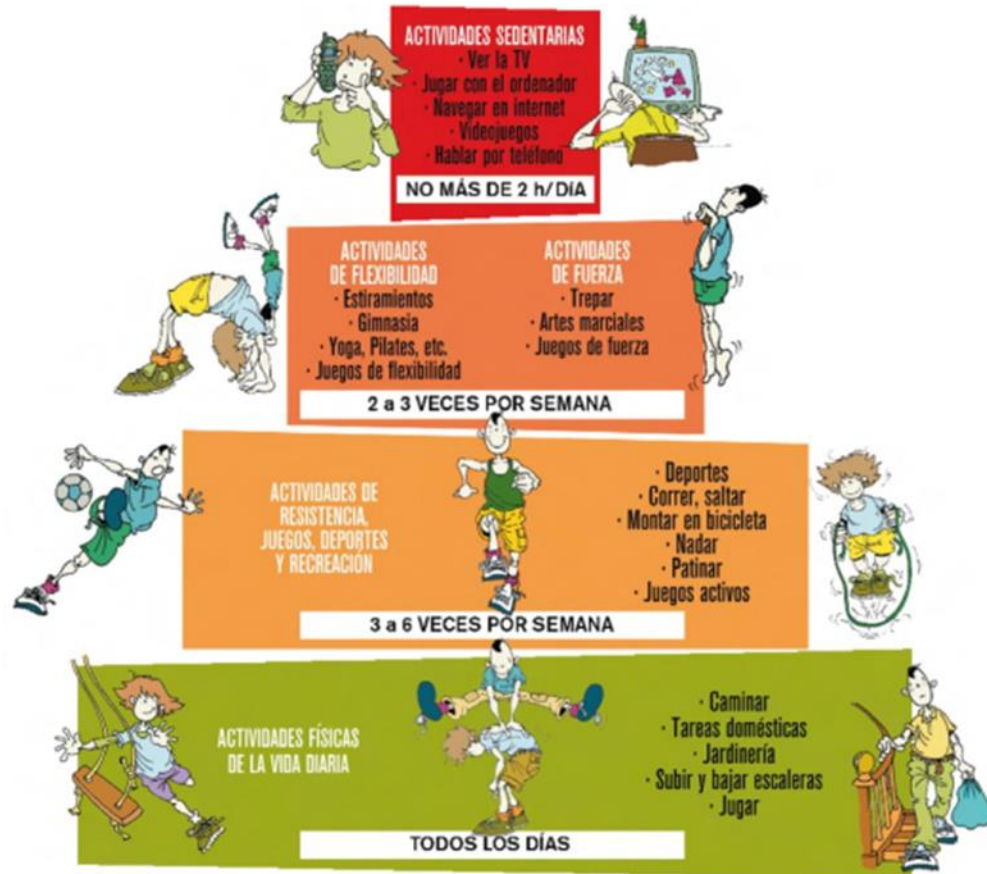 ACTIVIDADES SEDENTARIAS
· Ver la TV
· Jugar con el ordenador
· Navegar en internet
· Videojuegos
· Hablar por teléfono
NO MÁS DE 2 h/DíA
ACTIVIDADES
DE FLEXIBILIDAD
· Estiramientos
· Gimnasia
· Yoga, Pilates, etc.
· Juegos de flexibilidad
ACTIVIDADES
DE FUERZA
· Trepar
· Artes marciales
· Juegos de fuerza
2 a 3 VECES POR SEMANA
ACTIVIDADES DE
RESISTENCIA,
JUEGOS, DEPORTES
Y RECREACIÓN
· Deportes
· Correr, saltar
· Montar en bicicleta
· Nadar
· Patinar
· Juegos activos
3 a 6 VECES POR SEMANA
ACTIVIDADES FÍSICAS
DE LA VIDA DIARIA
· Caminar
· Tareas domésticas
· Jardinería
· Subir y bajar escaleras
· Jugar
TODOS LOS DÍAS